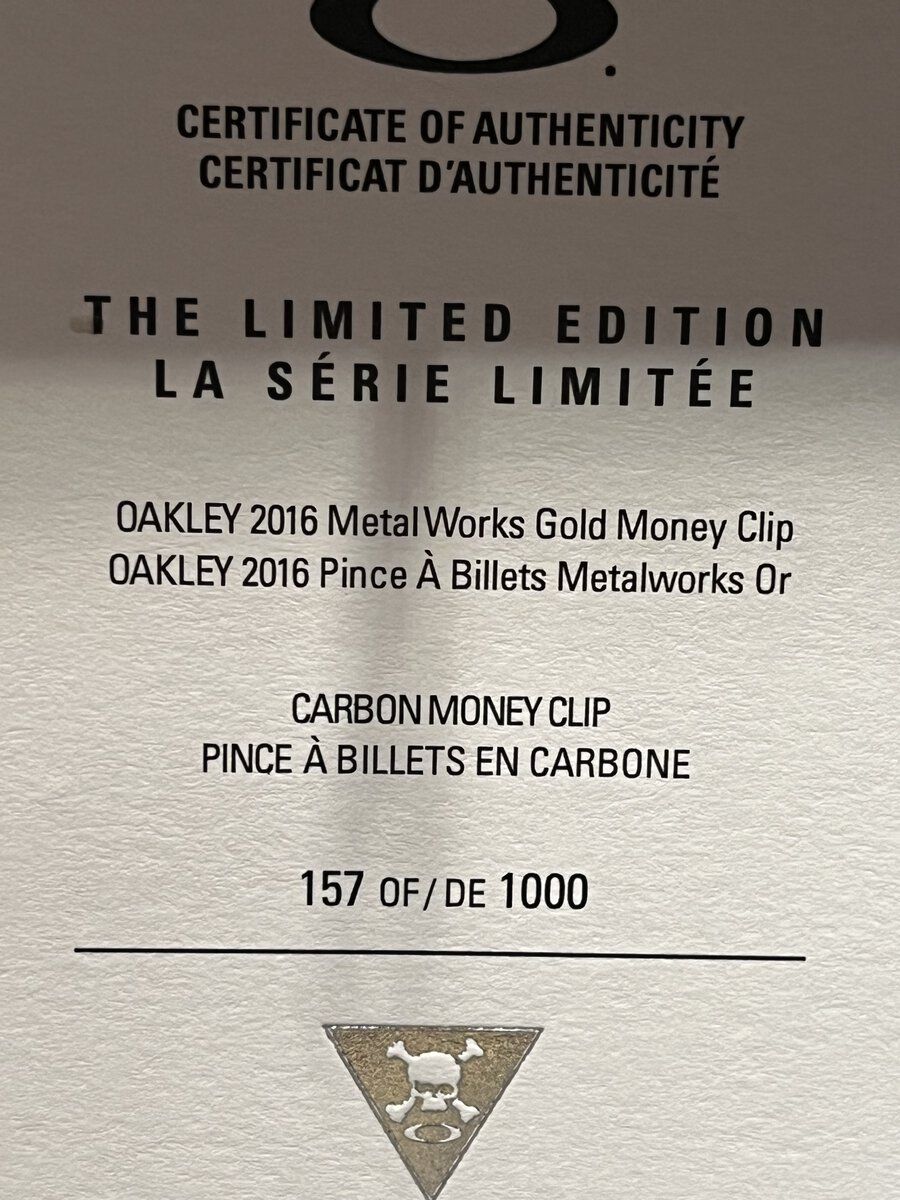 CERTIFICATE OF AUTHENTICITY
CERTIFICAT D'AUTHENTICITÉ
THE LIMITED EDITION
LA SÉRIE LIMITÉE
OAKLEY 2016 MetalWorks Gold Money Clip
OAKLEY 2016 Pince À Billets Metalworks Or
CARBON MONEY CLIP
PINCE À BILLETS EN CARBONE
157 OF/DE 1000